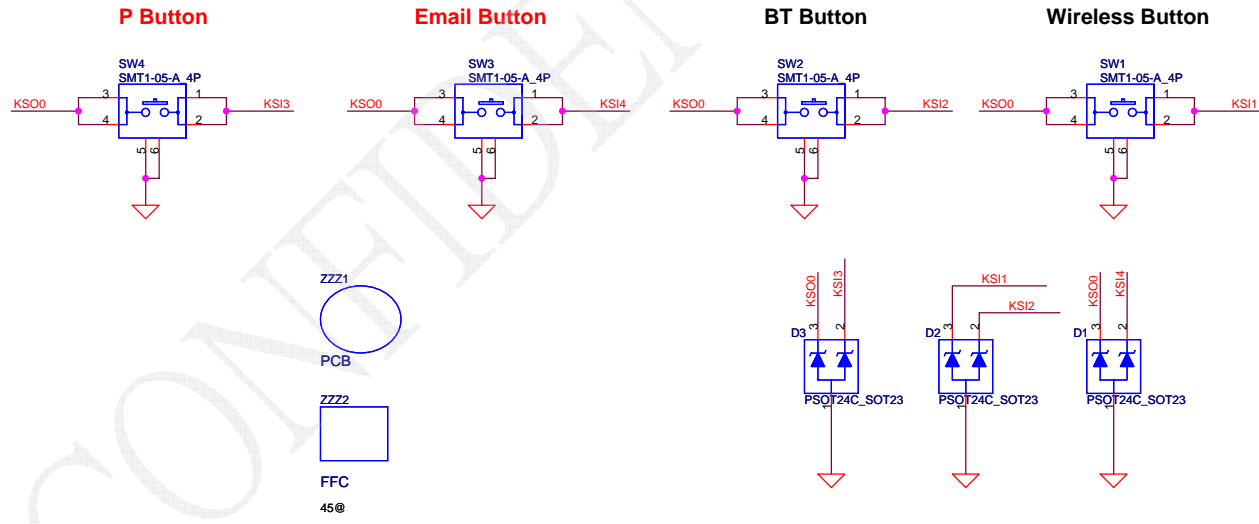 P Button
Email Button
BT Button
Wireless Button
SW4
SMT1-05-A_4P
KSO0
3
4
1
2
KSI3
5
6
SW3
SMT1-05-A_4P
KSO0
3
4
1
2
KSI4
5
6
SW2
SMT1-05-A_4P
KSO0
3
4
1
2
KSI2
5
6
SW1
SMT1-05-A_4P
KSO0
3
4
1
2
KSI1
5
6
ZZZ1
PCB
ZZZ2
FFC
45@
KSO0
KSI3
D3
3
2
PSOT24C_SOT23
1
KSI1
KSI2
D2
3
2
PSOT24C_SOT23
1
KSO0
KSI4
D1
3
2
PSOT24C_SOT23
1